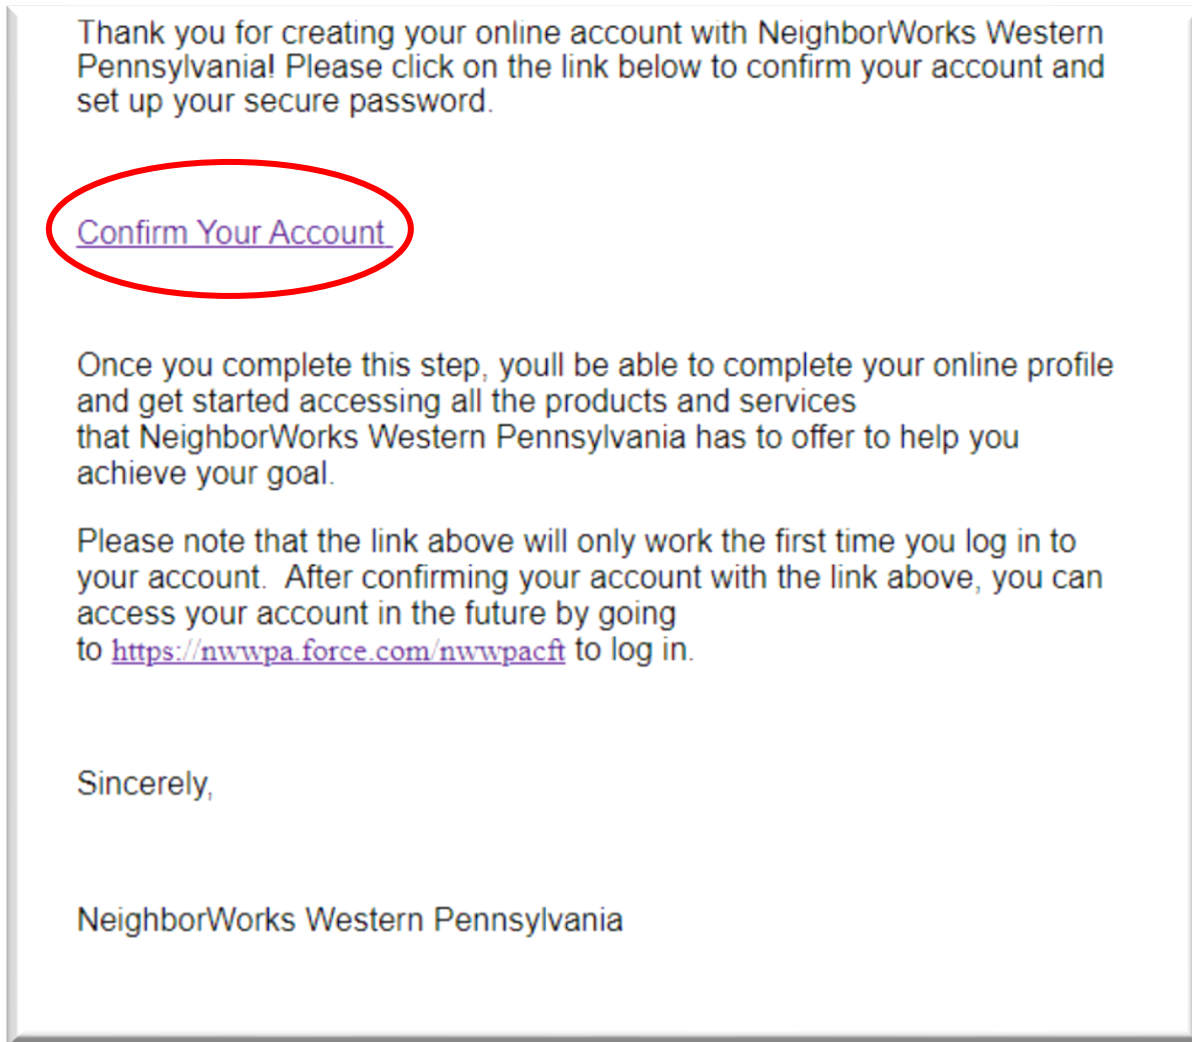 Thank you for creating your online account with NeighborWorks Western
Pennsylvania! Please click on the link below to confirm your account and
set up your secure password.
Confirm Your Account
Once you complete this step, youll be able to complete your online profile
and get started accessing all the products and services
that NeighborWorks Western Pennsylvania has to offer to help you
achieve your goal.
Please note that the link above will only work the first time you log in to
your account.  After confirming your account with the link above, you can
access your account in the future by going
to https://nwwpa.force.com/nwwpacft to log in.
Sincerely,
NeighborWorks Western Pennsylvania